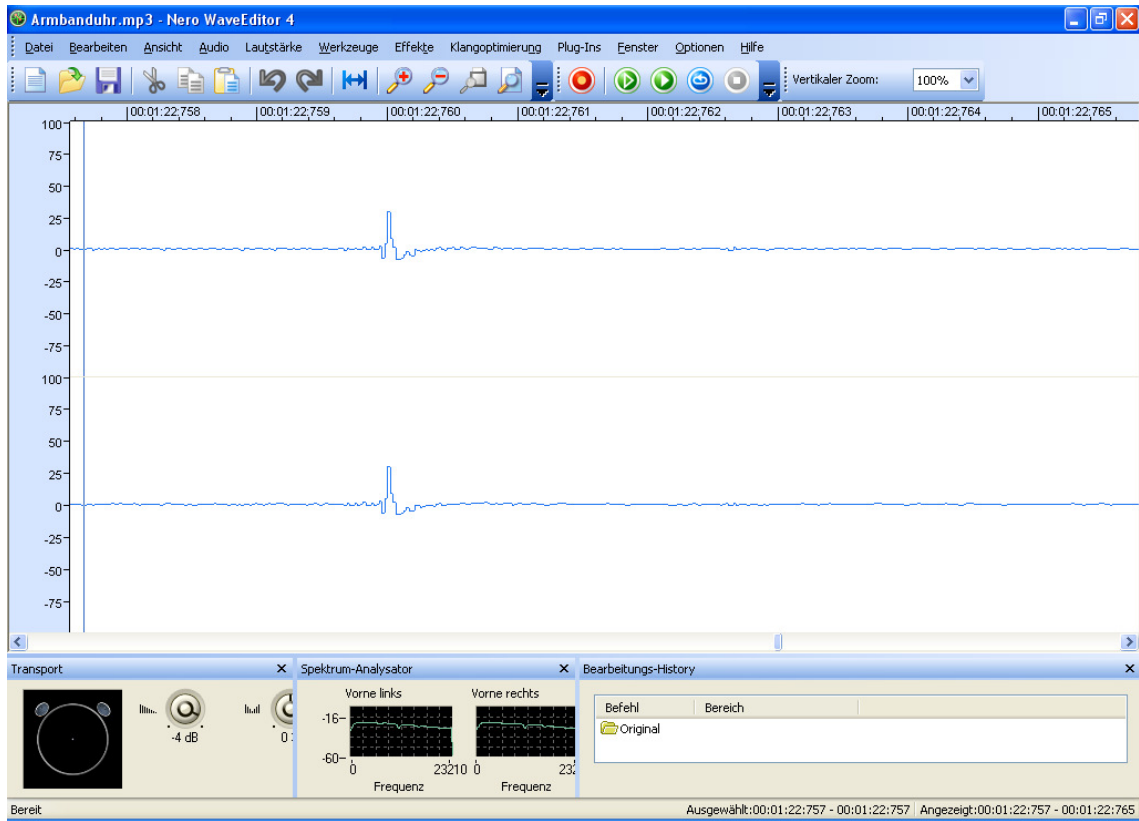 Armbanduhr.mp3 - Nero WaveEditor 4
Datei Bearbeiten Ansicht Audio Lautstärke Werkzeuge Effekte Klangoptimierung Plug-Ins Fenster Optionen Hilfe
Vertikaler Zoom: 100%
00:01:22:758 00:01:22:759 00:01:22:760 00:01:22:761 00:01:22:762 00:01:22:763 00:01:22:764 00:01:22:765
100
75
50
25
0
-25
-50
-75
100
75
50
25
0
-25
-50
-75
Transport
-4 dB
0
Spektrum-Analysator
Vorne links Vorne rechts
-16
-60
0 23210 0 232
Frequenz Frequenz
Bearbeitungs-History
Befehl Bereich
Original
Bereit Ausgewählt:00:01:22:757 - 00:01:22:757 Angezeigt:00:01:22:757 - 00:01:22:765